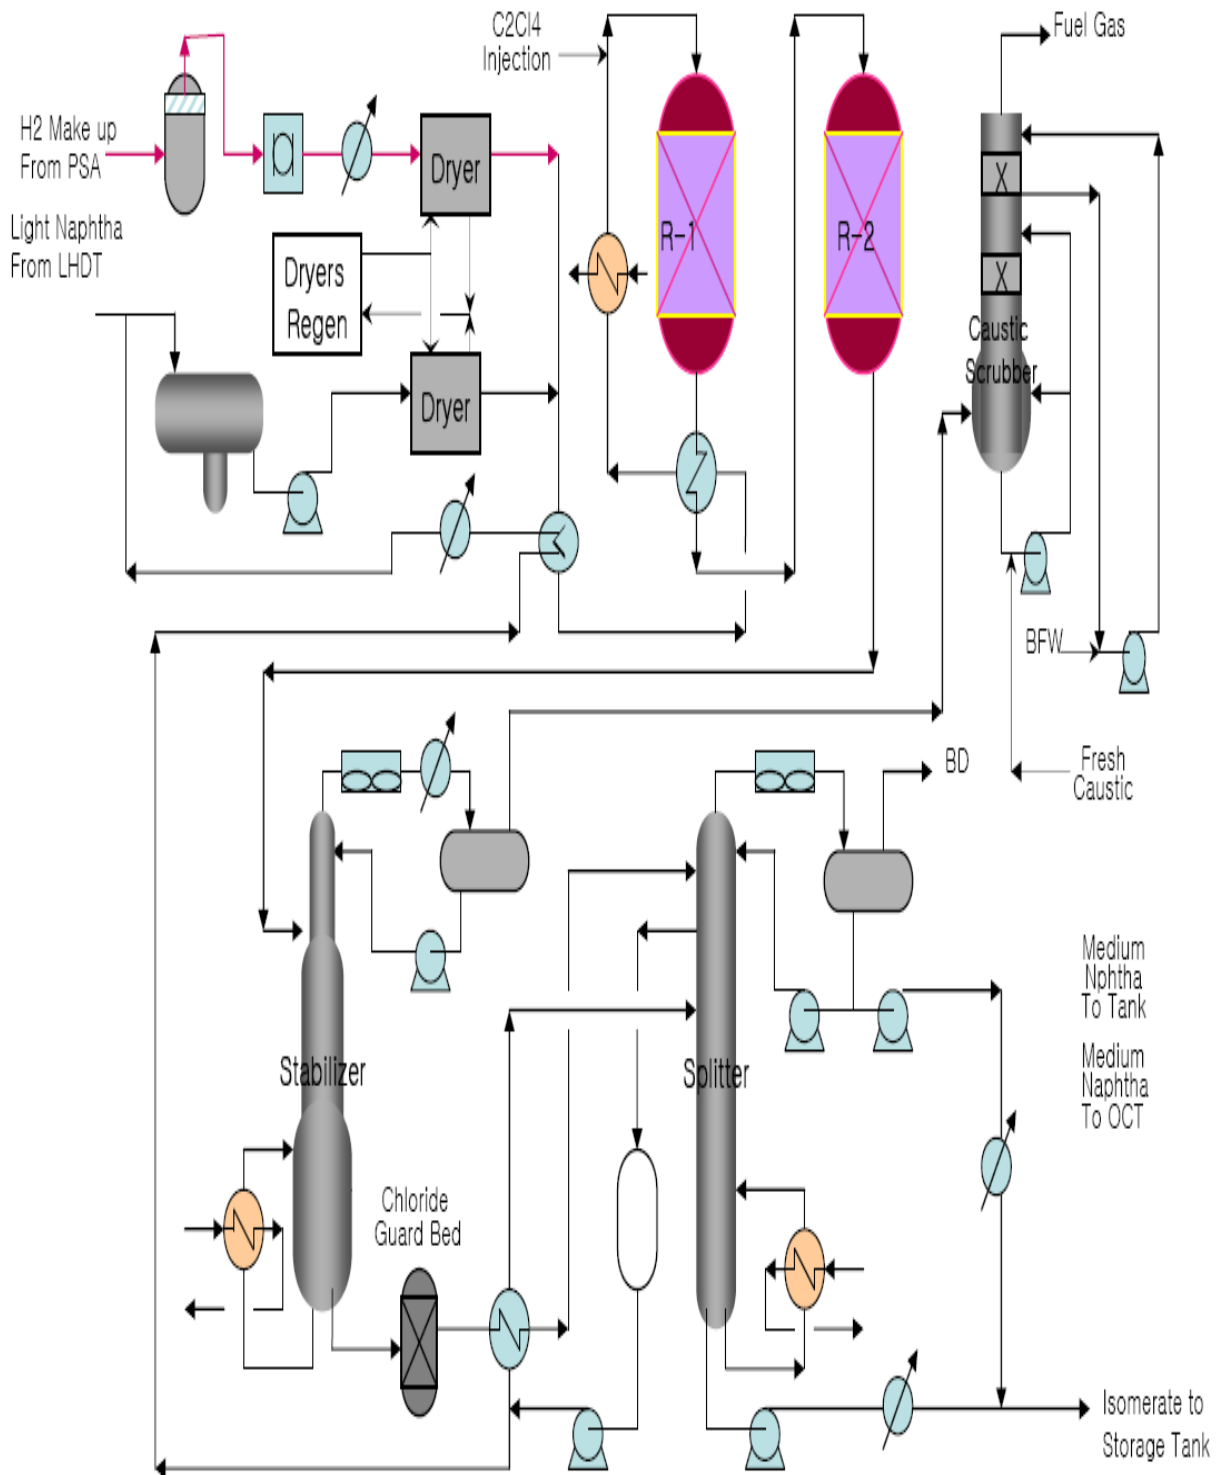 C2Cl4
Injection
Fuel Gas
H2 Make up
From PSA
Dryer
Light Naphtha
From LHDT
R-1
R-2
Dryers
Regen
Caustic
Scrubber
Dryer
BFW
BD
Fresh
Caustic
Medium
Nphtha
To Tank
Stabilizer
Splitter
Medium
Naphtha
To OCT
Chloride
Guard Bed
Isomerate to
Storage Tank